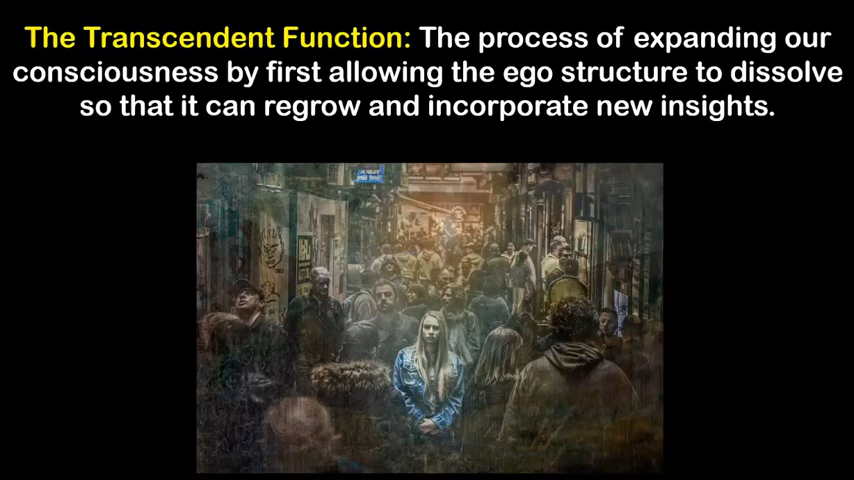 The Transcendent Function: The process of expanding our
consciousness by first allowing the ego structure to dissolve
so that it can regrow and incorporate new insights.